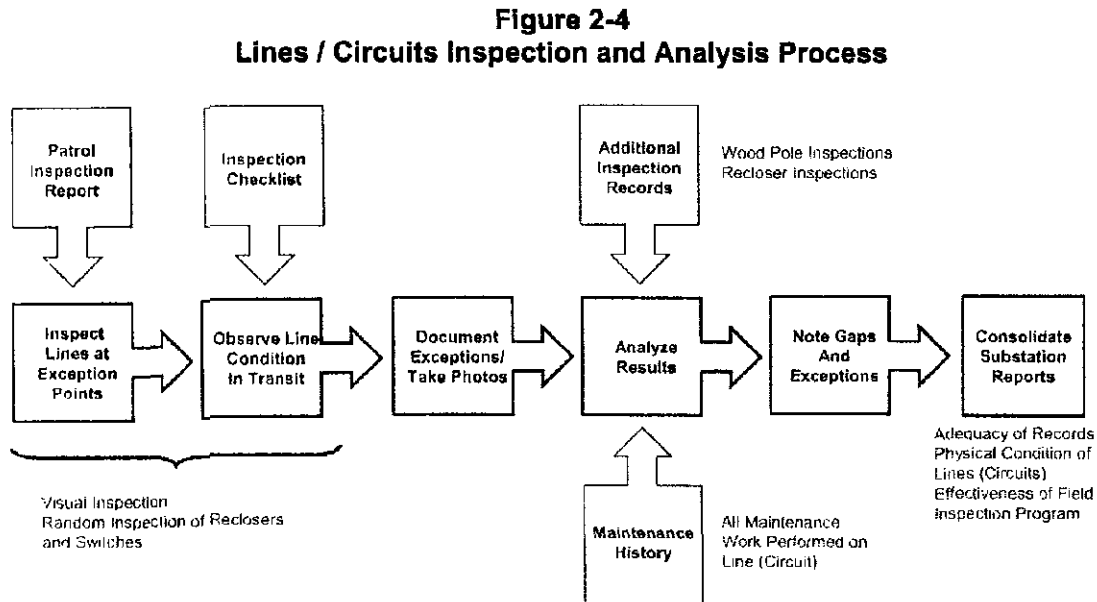 Figure 2-4
Lines / Circuits Inspection and Analysis Process
Patrol
Inspection
Report
Inspection
Checklist
Additional
Inspection
Records
Wood Pole Inspections
Recloser Inspections
Inspect
Lines at
Exception
Points
Observe Line
Condition
In Transit
Document
Exceptions/
Take Photos
Analyze
Results
Note Gaps
And
Exceptions
Consolidate
Substation
Reports
Visual Inspection
Random Inspection of Reclosers
and Switches
Maintenance
History
All Maintenance
Work Performed on
Line (Circuit)
Adequacy of Records
Physical Condition of
Lines (Circuits)
Effectiveness of Field
Inspection Program